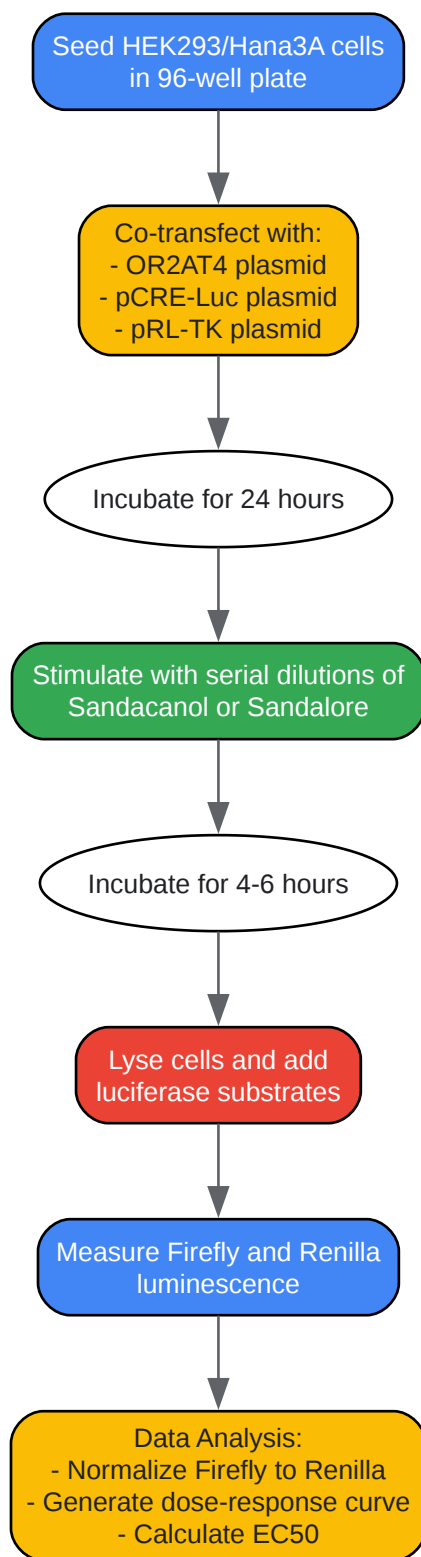 Seed HEK293/Hana3A cells
in 96-well plate
Co-transfect with:
- OR2AT4 plasmid
- pCRE-Luc plasmid
- pRL-TK plasmid
Incubate for 24 hours
Stimulate with serial dilutions of
Sandacanol or Sandalore
Incubate for 4-6 hours
Lyse cells and add
luciferase substrates
Measure Firefly and Renilla
luminescence
Data Analysis:
- Normalize Firefly to Renilla
- Generate dose-response curve
- Calculate EC50